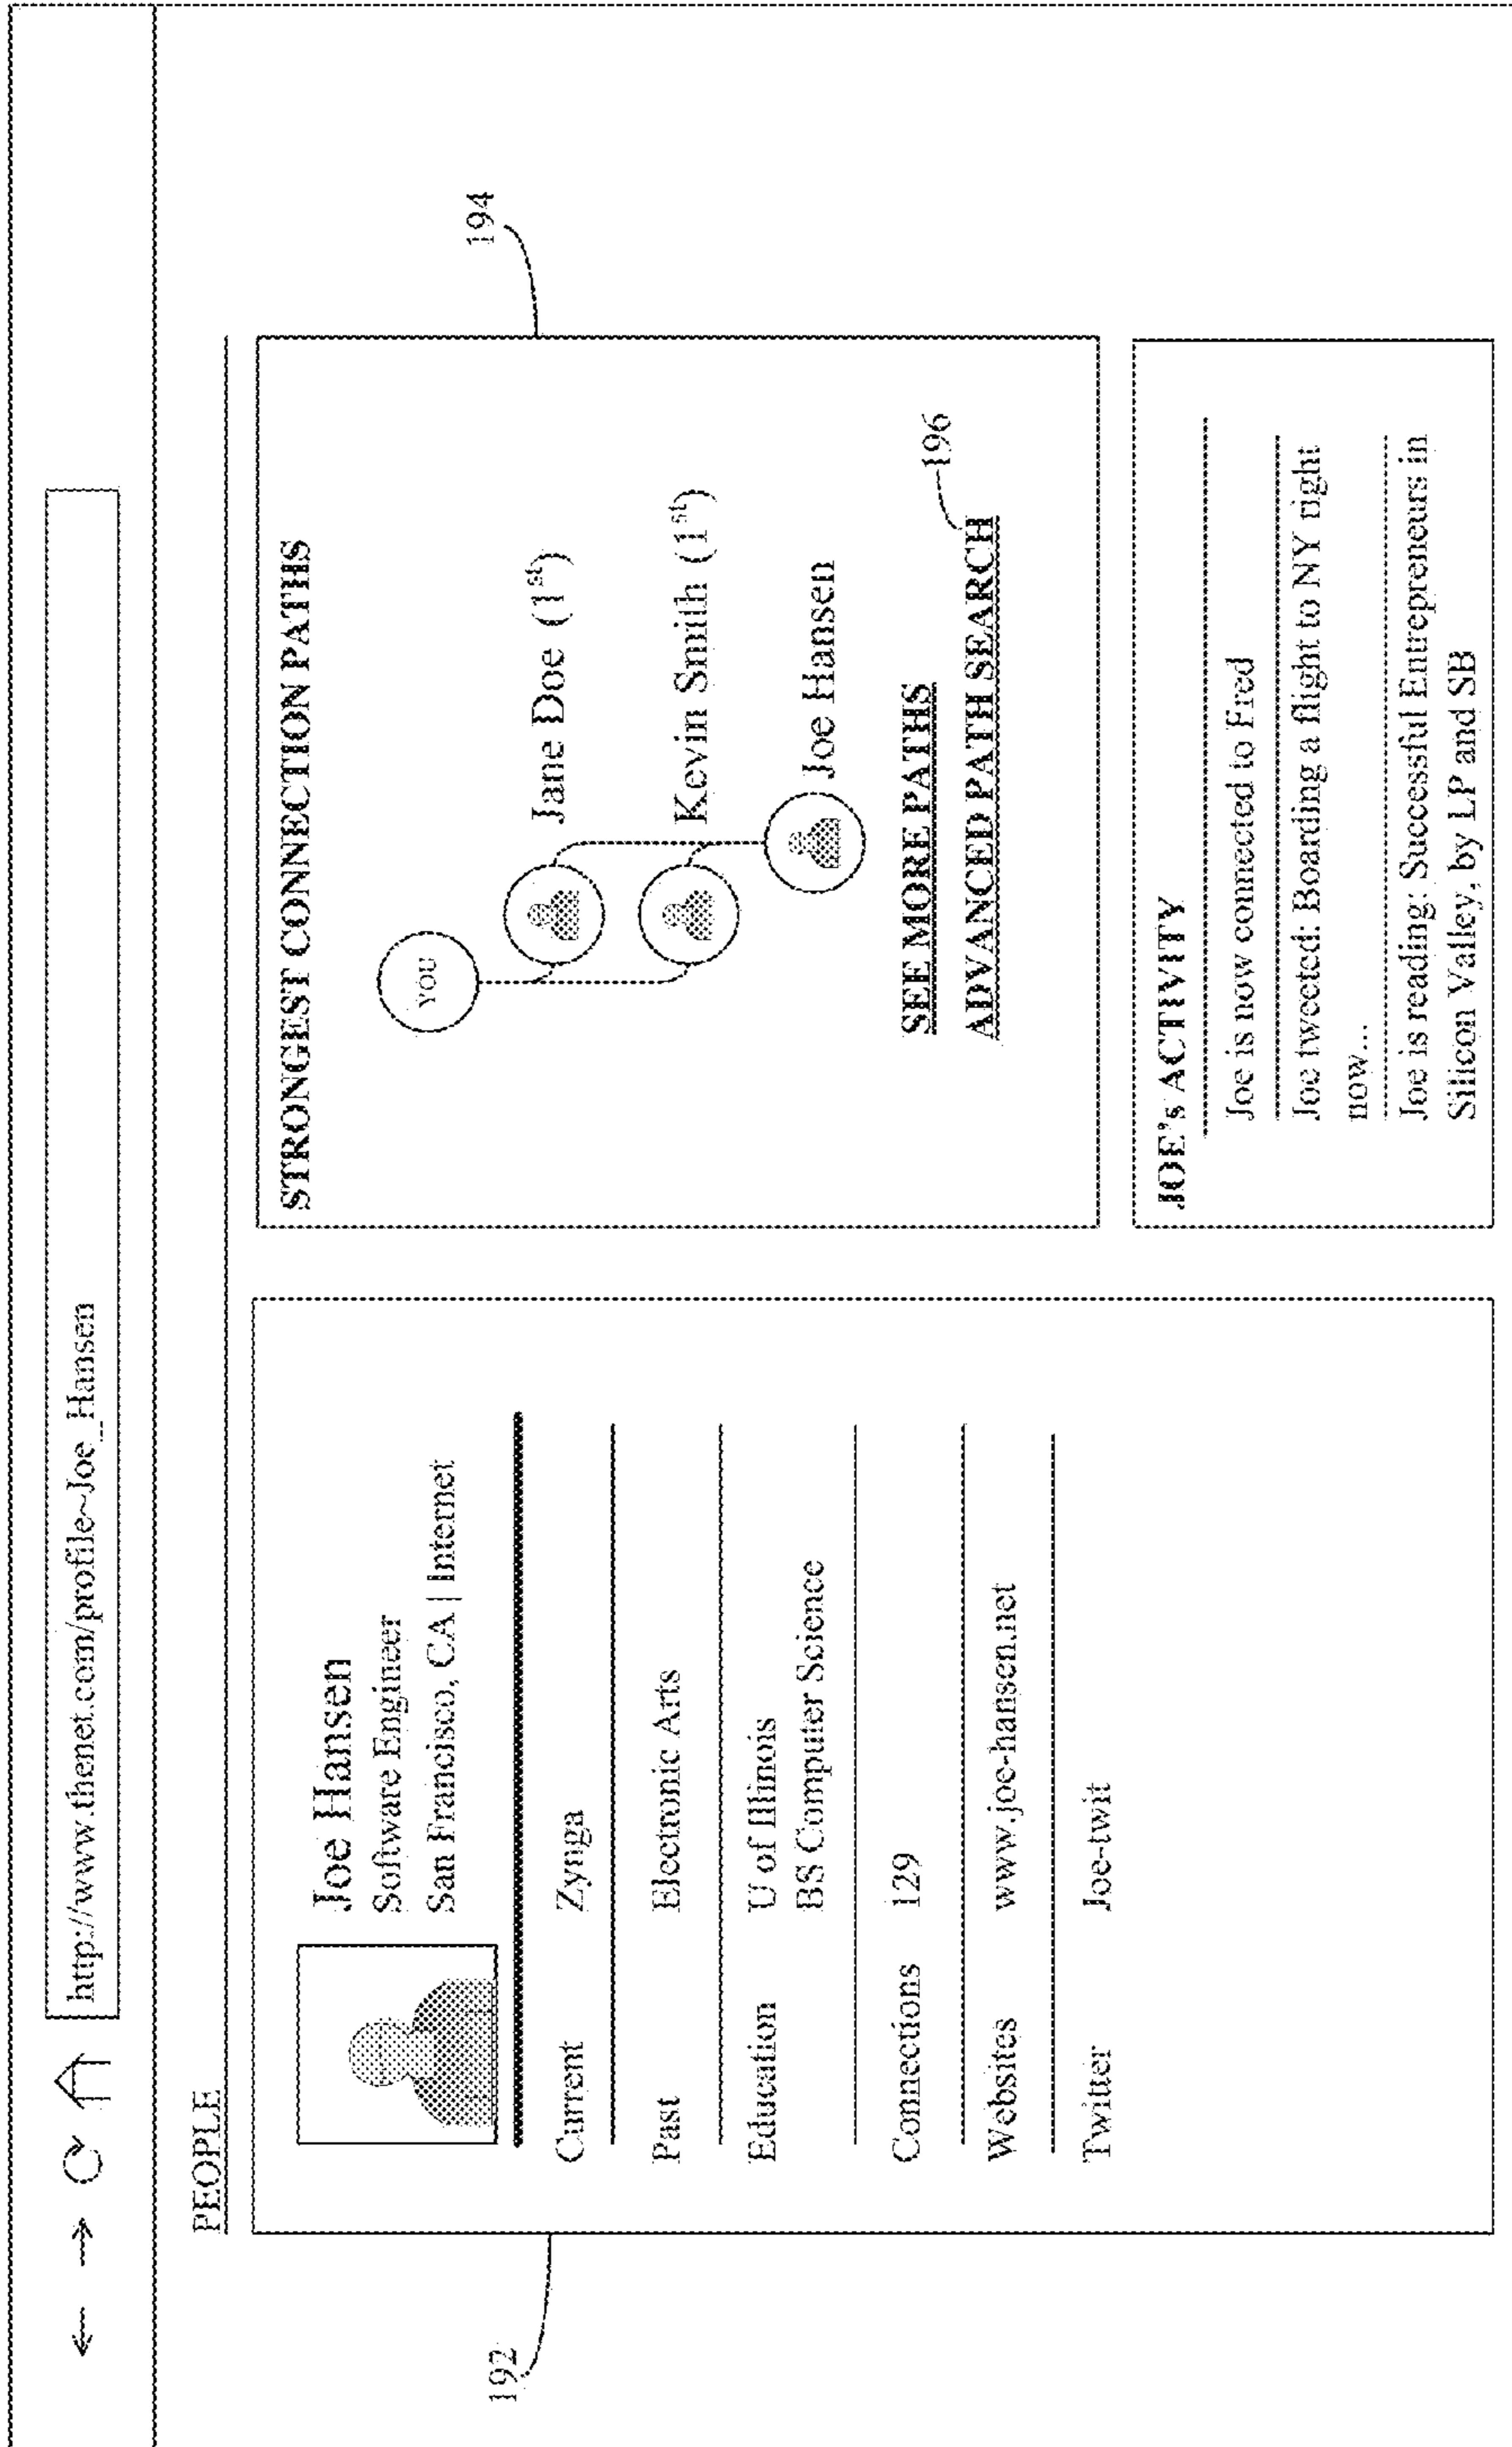 http://www.thenet.com/profile~Joe_Hansen
PEOPLE
192
Joe Hansen
Software Engineer
San Francisco, CA | Internet
Current Zynga
Past Electronic Arts
Education U of Illinois
BS Computer Science
Connections 129
Websites www.joe-hansen.net
Twitter Joe-twit
194
STRONGEST CONNECTION PATHS
YOU
Jane Doe (1st)
Kevin Smith (1st)
Joe Hansen
SEE MORE PATHS
196
ADVANCED PATH SEARCH
JOE's ACTIVITY
Joe is now connected to Fred
Joe tweeted: Boarding a flight to NY right
now...
Joe is reading: Successful Entrepreneurs in
Silicon Valley, by LP and SB